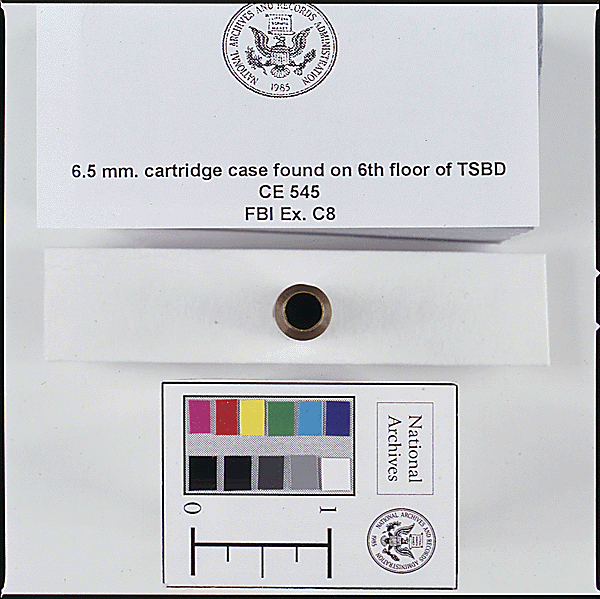 NATIONAL ARCHIVES AND RECORDS ADMINISTRATION
1985
6.5 mm. cartridge case found on 6th floor of TSBD
CE 545
FBI Ex. C8
National
Archives
0 1
NATIONAL ARCHIVES AND RECORDS ADMINISTRATION
1985